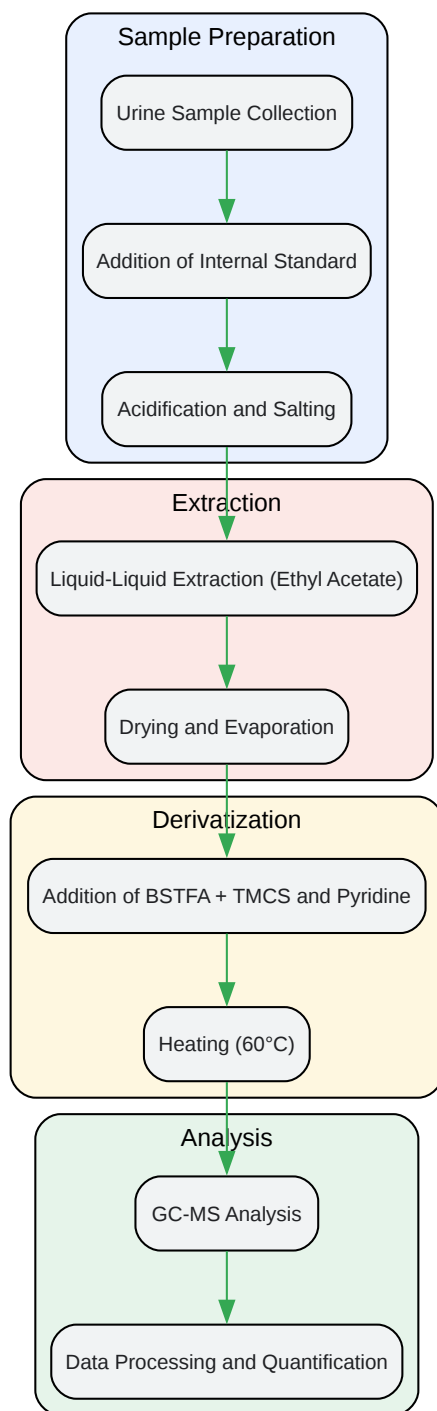 Sample Preparation
Urine Sample Collection
Addition of Internal Standard
Acidification and Salting
Extraction
Liquid-Liquid Extraction (Ethyl Acetate)
Drying and Evaporation
Derivatization
Addition of BSTFA + TMCS and Pyridine
Heating (60°C)
Analysis
GC-MS Analysis
Data Processing and Quantification